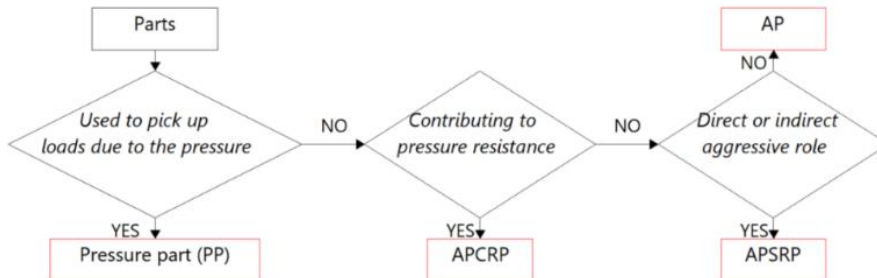 Parts
AP
NO
Used to pick up
loads due to the pressure
NO
Contributing to
pressure resistance
NO
Direct or indirect
aggressive role
YES
YES
YES
Pressure part (PP)
APCRP
APSRP